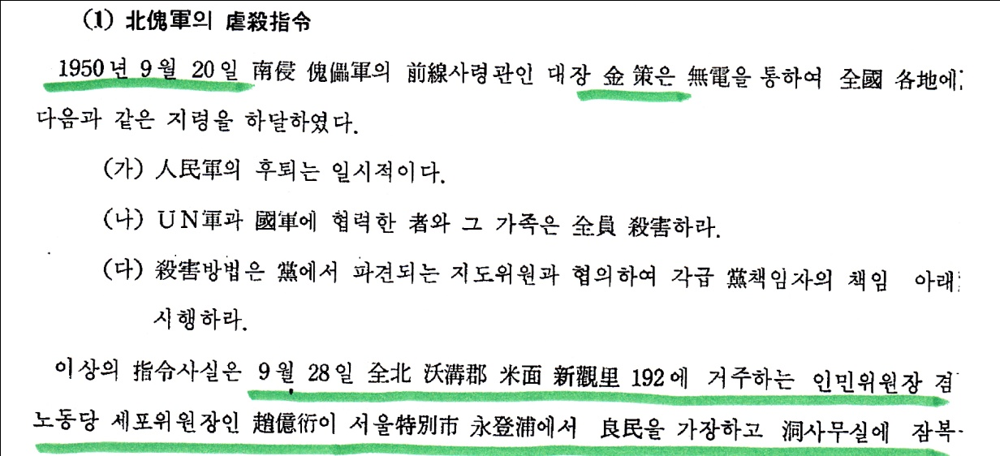 (1) 北傀軍의 虐殺指令
1950년 9월 20일 南侵 傀儡軍의 前線사령관인 대장 金 策은 無電을 통하여 全國 各地에
다음과 같은 지령을 하달하였다.
(가) 人民軍의 후퇴는 일시적이다.
(나) UN軍과 國軍에 협력한 者와 그 가족은 全員 殺害하라.
(다) 殺害방법은 黨에서 파견되는 지도위원과 협의하여 각급 黨책임자의 책임 아래
시행하라.
이상의 指令사실은 9월 28일 全北 沃溝郡 米面 新觀里 192에 거주하는 인민위원장 겸
노동당 세포위원장인 趙億衍이 서울特別市 永登浦에서 良民을 가장하고 洞사무실에 잠복